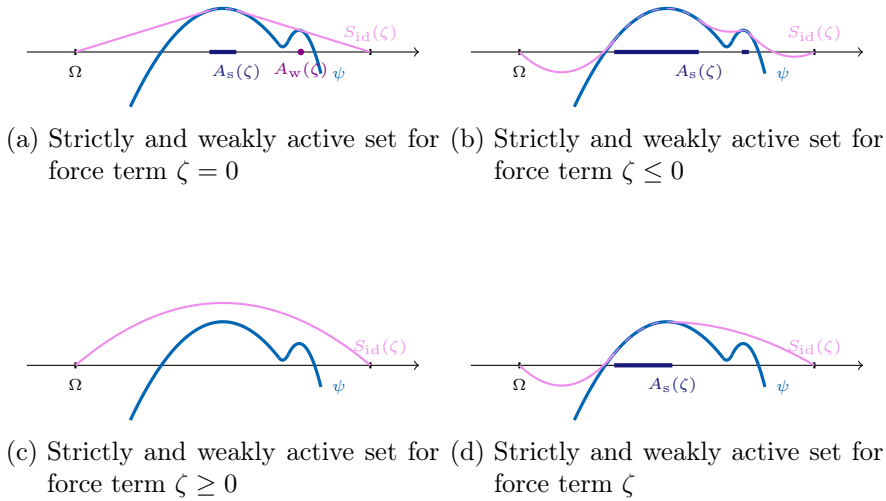 S_id(ζ)
Ω A_s(ζ) A_w(ζ) ψ
(a) Strictly and weakly active set for force term ζ = 0
S_id(ζ)
Ω A_s(ζ) ψ
(b) Strictly and weakly active set for force term ζ ≤ 0
S_id(ζ)
Ω ψ
(c) Strictly and weakly active set for force term ζ ≥ 0
S_id(ζ)
Ω A_s(ζ) ψ
(d) Strictly and weakly active set for force term ζ